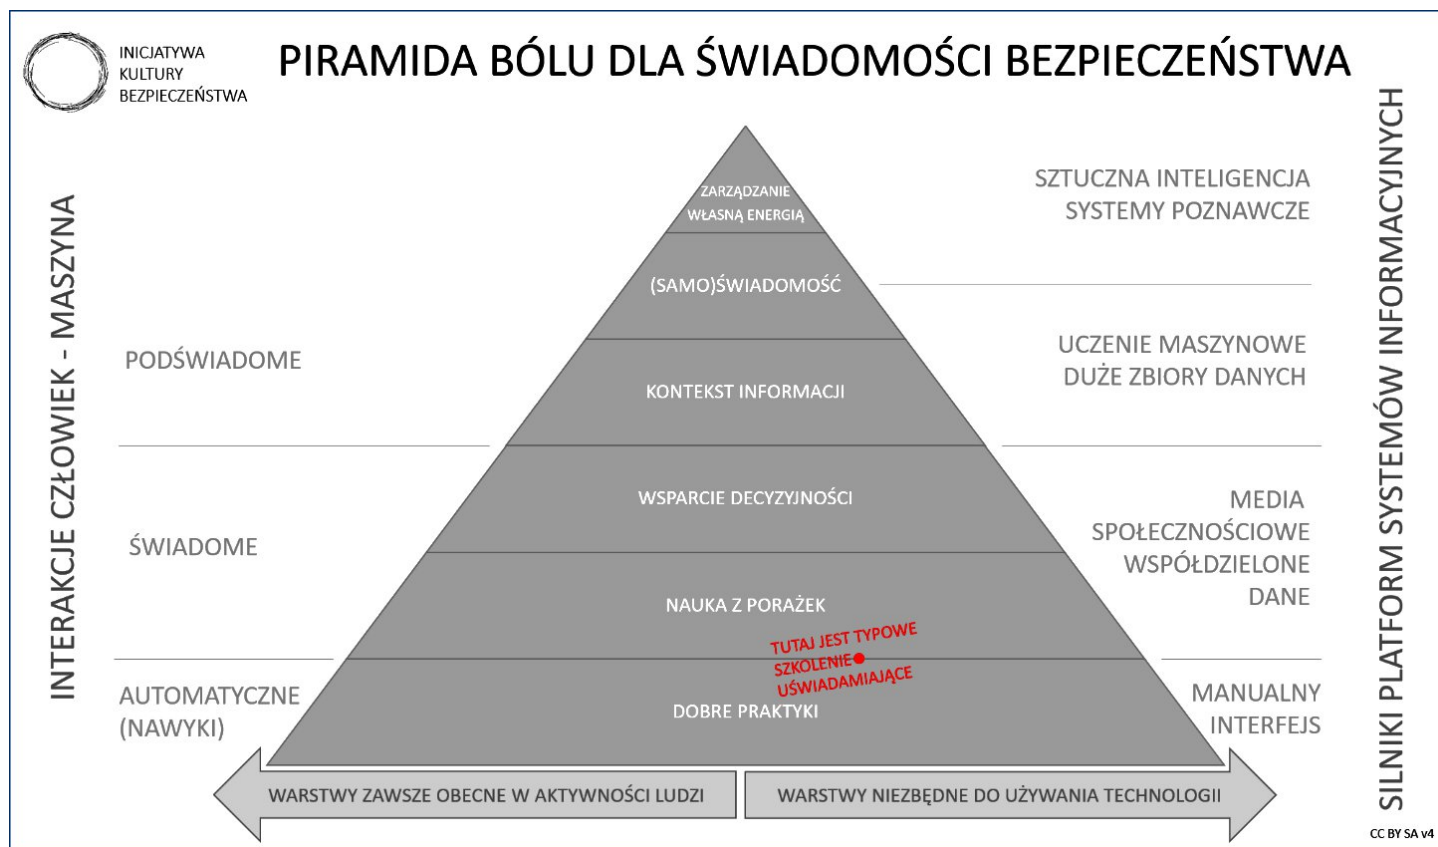 INICJATYWA
KULTURY
BEZPIECZEŃSTWA
PIRAMIDA BÓLU DLA ŚWIADOMOŚCI BEZPIECZEŃSTWA
INTERAKCJE CZŁOWIEK - MASZYNA
PODŚWIADOME
ŚWIADOME
AUTOMATYCZNE
(NAWYKI)
ZARZĄDZANIE
WŁASNĄ ENERGIĄ
(SAMO)ŚWIADOMOŚĆ
KONTEKST INFORMACJI
WSPARCIE DECYZYJNOŚCI
NAUKA Z PORAŻEK
TUTAJ JEST TYPOWE
SZKOLENIE
UŚWIADAMIAJĄCE
DOBRE PRAKTYKI
SZTUCZNA INTELIGENCJA
SYSTEMY POZNAWCZE
UCZENIE MASZYNOWE
DUŻE ZBIORY DANYCH
MEDIA
SPOŁECZNOŚCIOWE
WSPÓŁDZIELONE
DANE
MANUALNY
INTERFEJS
SILNIKI PLATFORM SYSTEMÓW INFORMACYJNYCH
WARSTWY ZAWSZE OBECNE W AKTYWNOŚCI LUDZI
WARSTWY NIEZBĘDNE DO UŻYWANIA TECHNOLOGII
CC BY SA v4